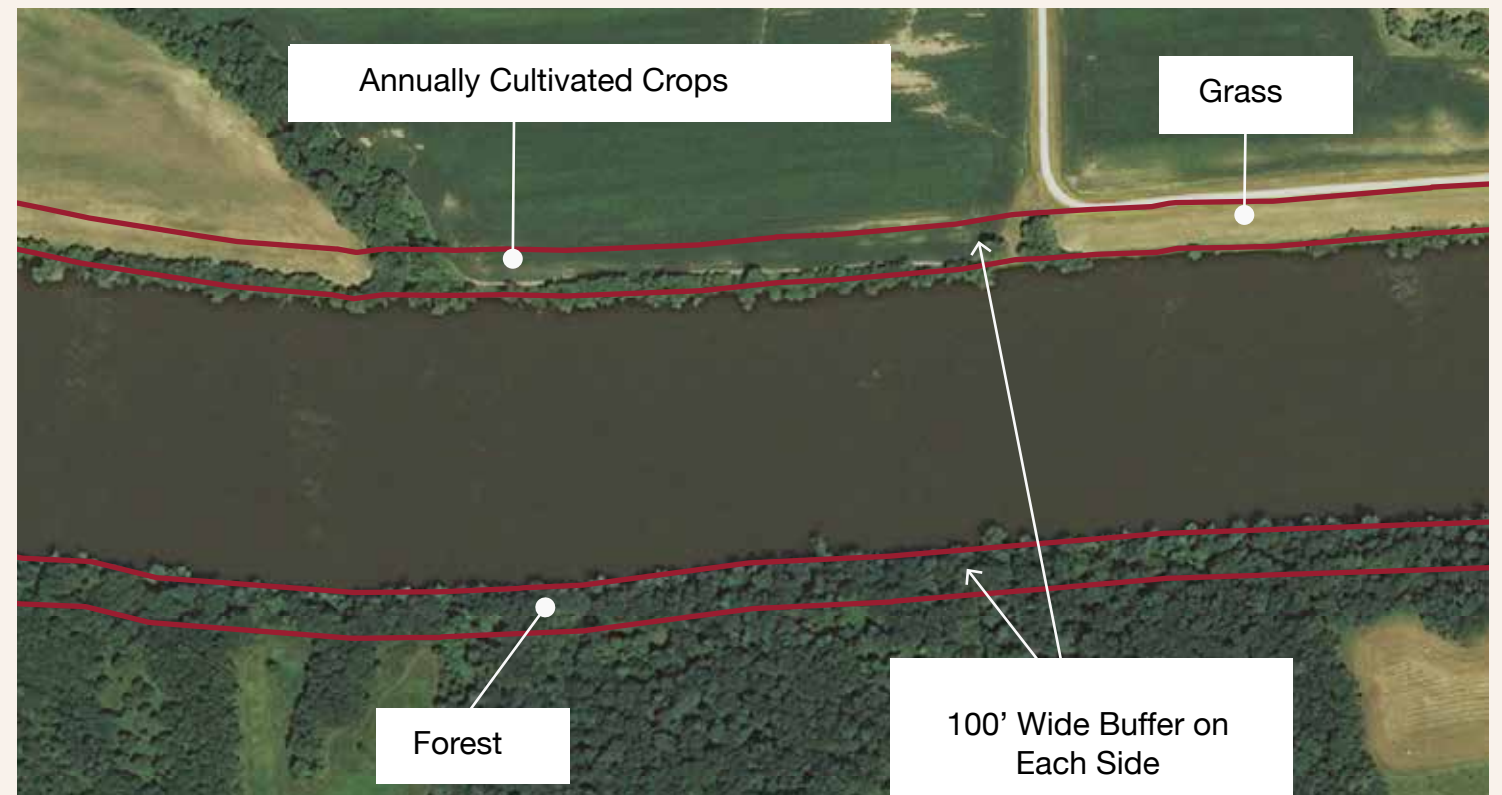 Annually Cultivated Crops
Grass
Forest
100’ Wide Buffer on
Each Side